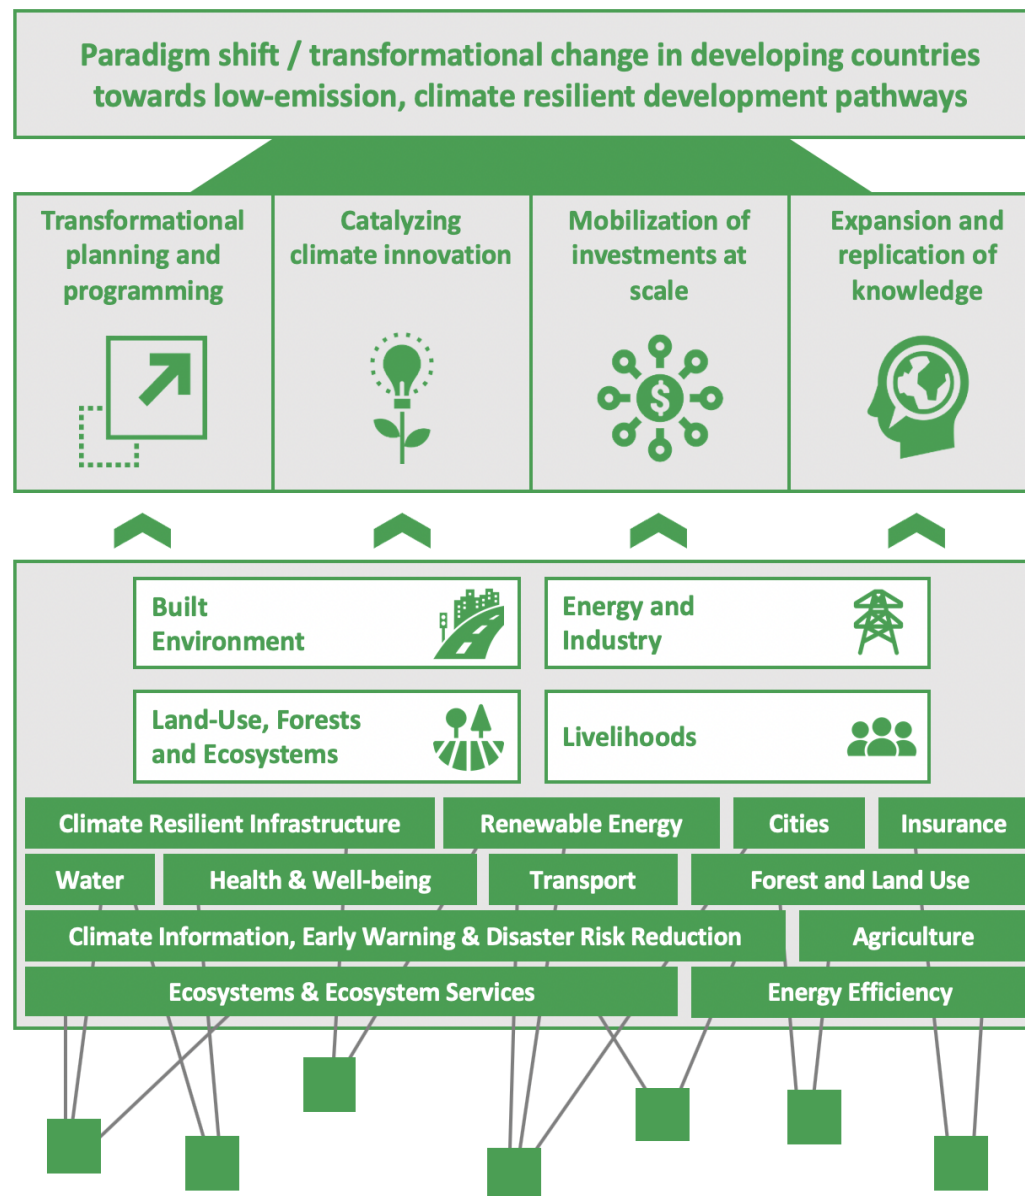 Paradigm shift / transformational change in developing countries
towards low-emission, climate resilient development pathways
Transformational
planning and
programming
Catalyzing
climate innovation
Mobilization of
investments at
scale
Expansion and
replication of
knowledge
$
Built
Environment
Energy and
Industry
Land-Use, Forests
and Ecosystems
Livelihoods
Climate Resilient Infrastructure
Renewable Energy
Cities
Insurance
Water
Health & Well-being
Transport
Forest and Land Use
Climate Information, Early Warning & Disaster Risk Reduction
Agriculture
Ecosystems & Ecosystem Services
Energy Efficiency